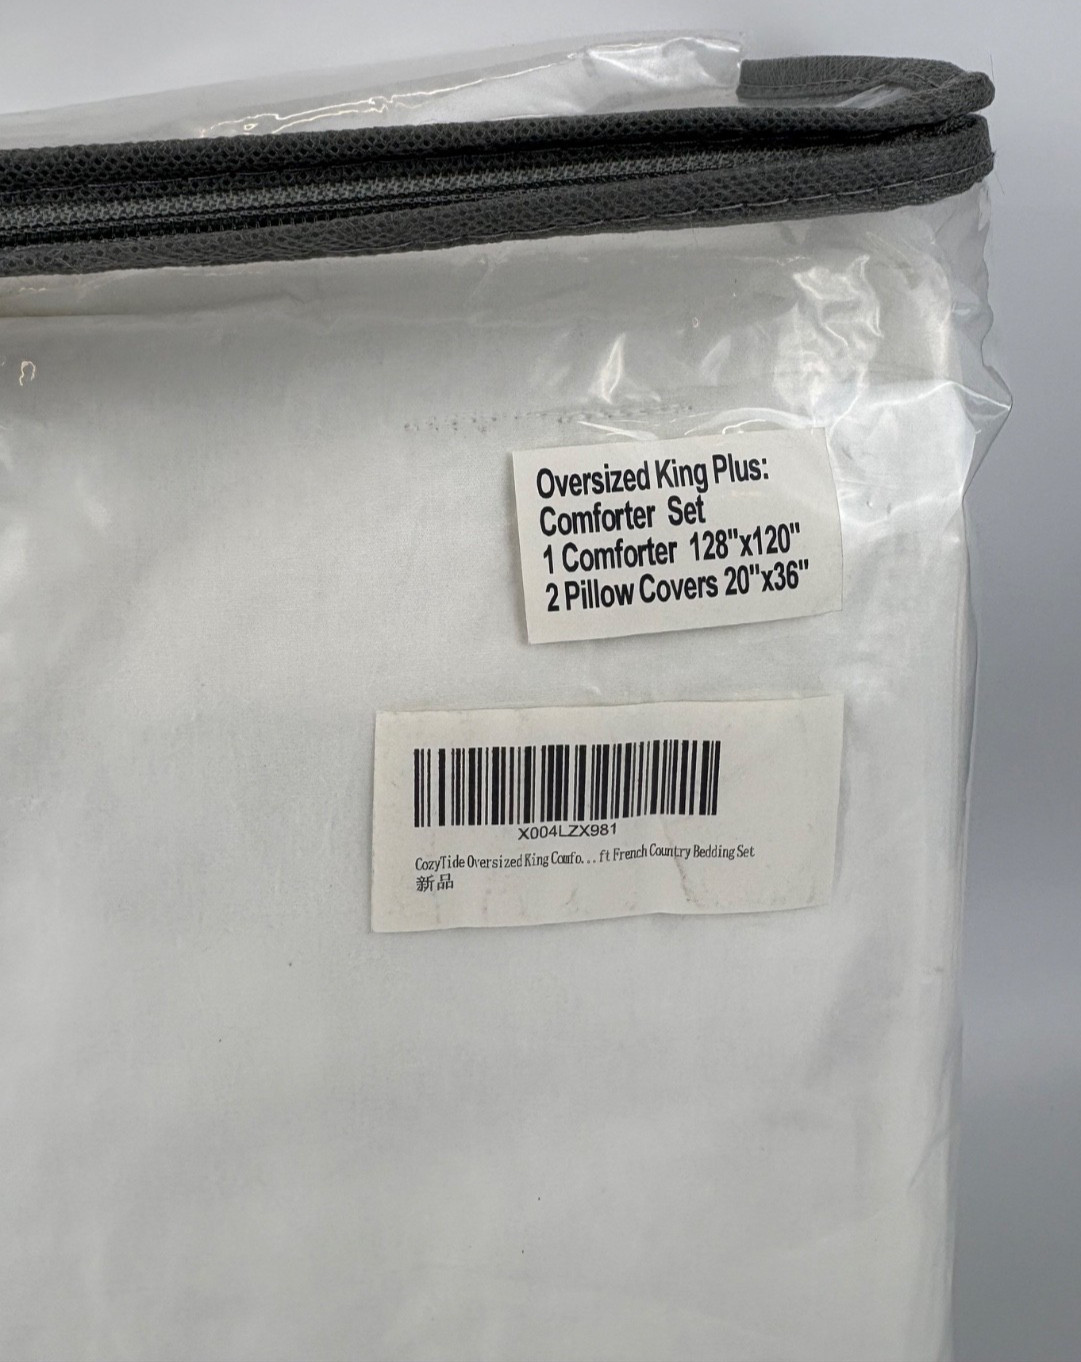 Oversized King Plus:
Comforter Set
1 Comforter 128"x120"
2 Pillow Covers 20"x36"
X004LZX981
CozyTide Oversized King Comfo...ft French Country Bedding Set
新品